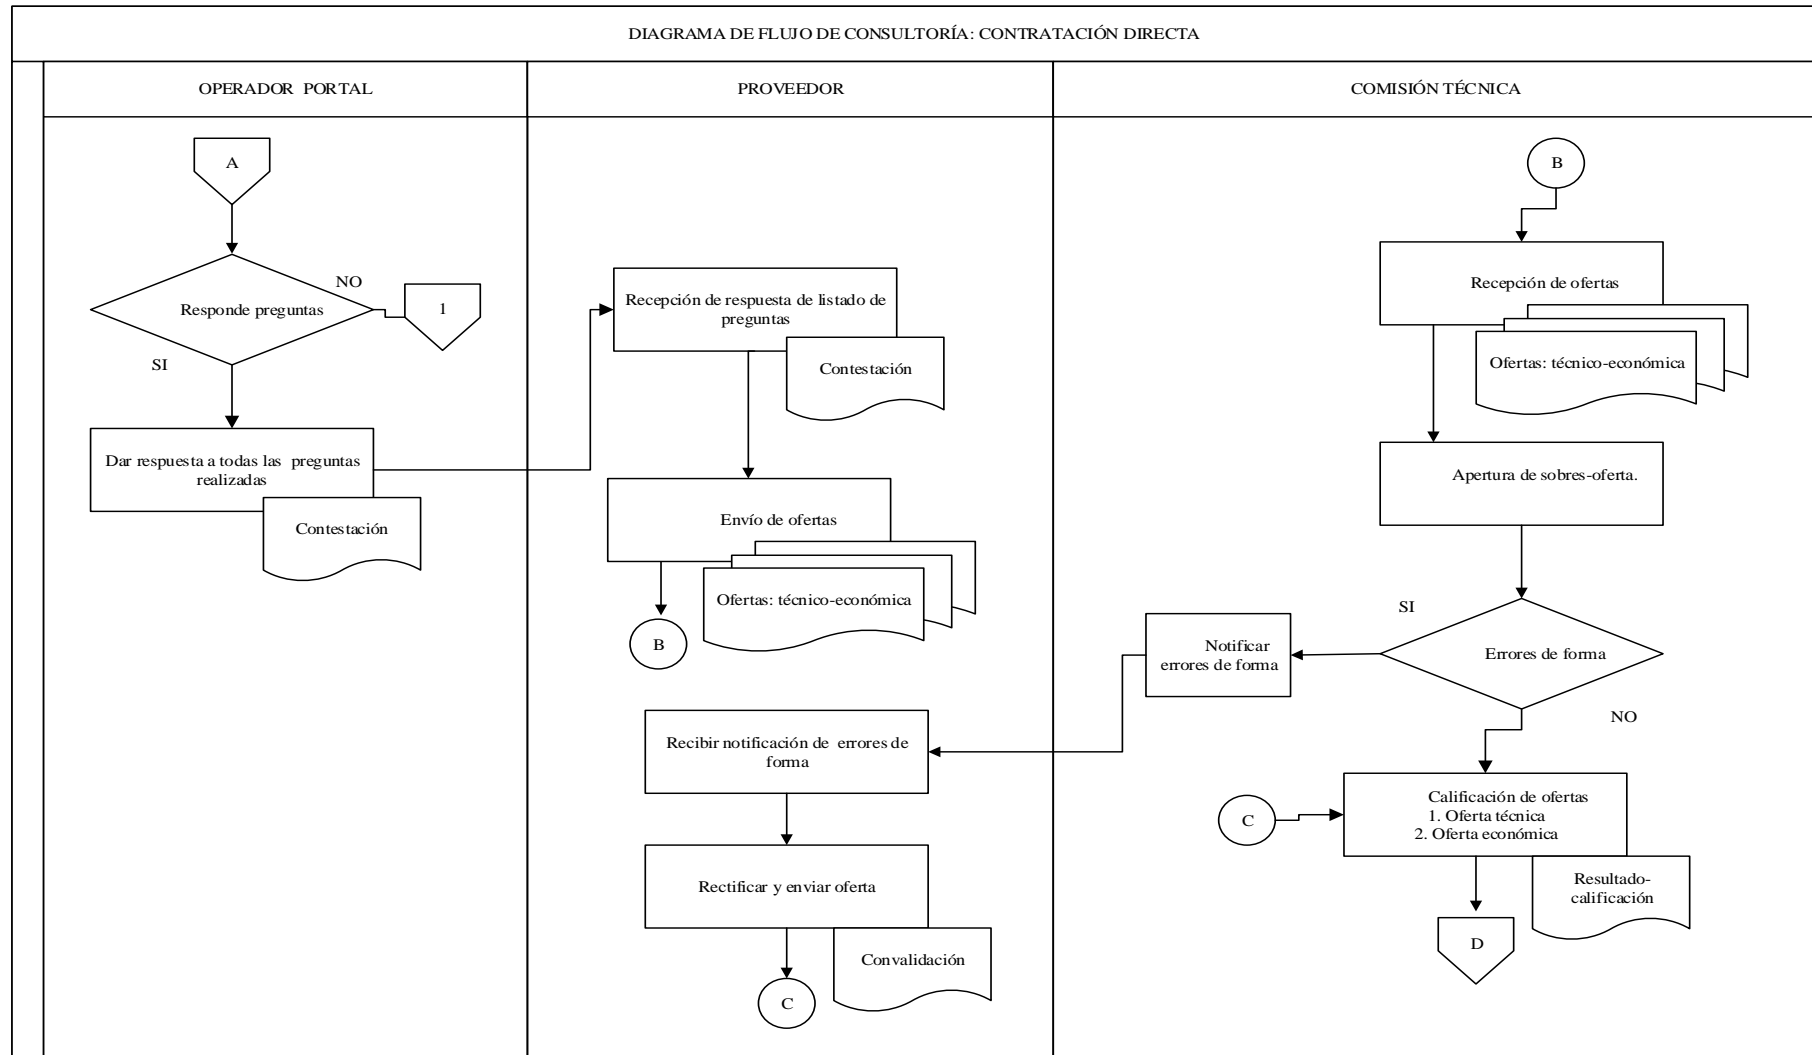 DIAGRAMA DE FLUJO DE CONSULTORÍA: CONTRATACIÓN DIRECTA
OPERADOR PORTAL
PROVEEDOR
COMISIÓN TÉCNICA
A
Responde preguntas
NO
1
SI
Dar respuesta a todas las preguntas
realizadas
Contestación
Recepción de respuesta de listado de
preguntas
Contestación
Envío de ofertas
Ofertas: técnico-económica
B
Recibir notificación de errores de
forma
Rectificar y enviar oferta
Convalidación
C
B
Recepción de ofertas
Ofertas: técnico-económica
Apertura de sobres-oferta.
SI
Errores de forma
Notificar
errores de forma
NO
C
Calificación de ofertas
1. Oferta técnica
2. Oferta económica
Resultado-
calificación
D